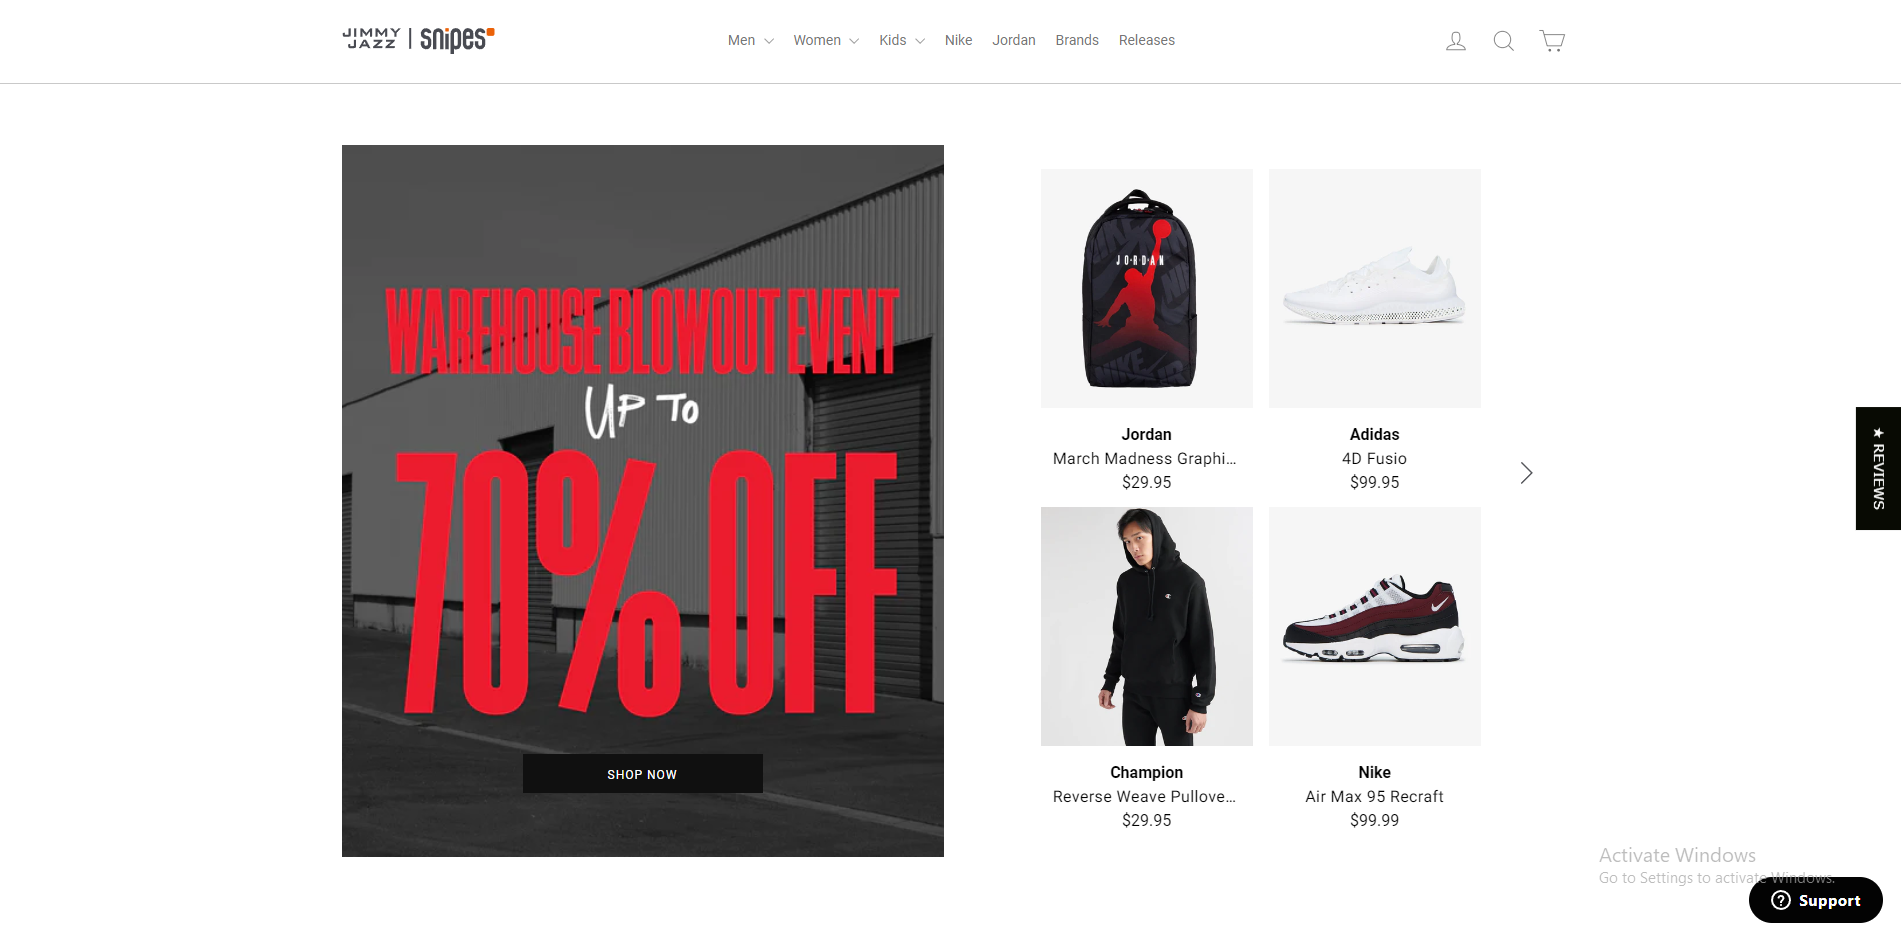 JIMMY JAZZ | snipes
Men
Women
Kids
Nike
Jordan
Brands
Releases
WAREHOUSE BLOWOUT EVENT
UP TO
70% OFF
SHOP NOW
JORDAN
Jordan
March Madness Graphi...
$29.95
Adidas
4D Fusio
$99.95
Champion
Reverse Weave Pullove...
$29.95
Nike
Air Max 95 Recraft
$99.99
★ REVIEWS
Activate Windows
Go to Settings to activate Windows.
Support